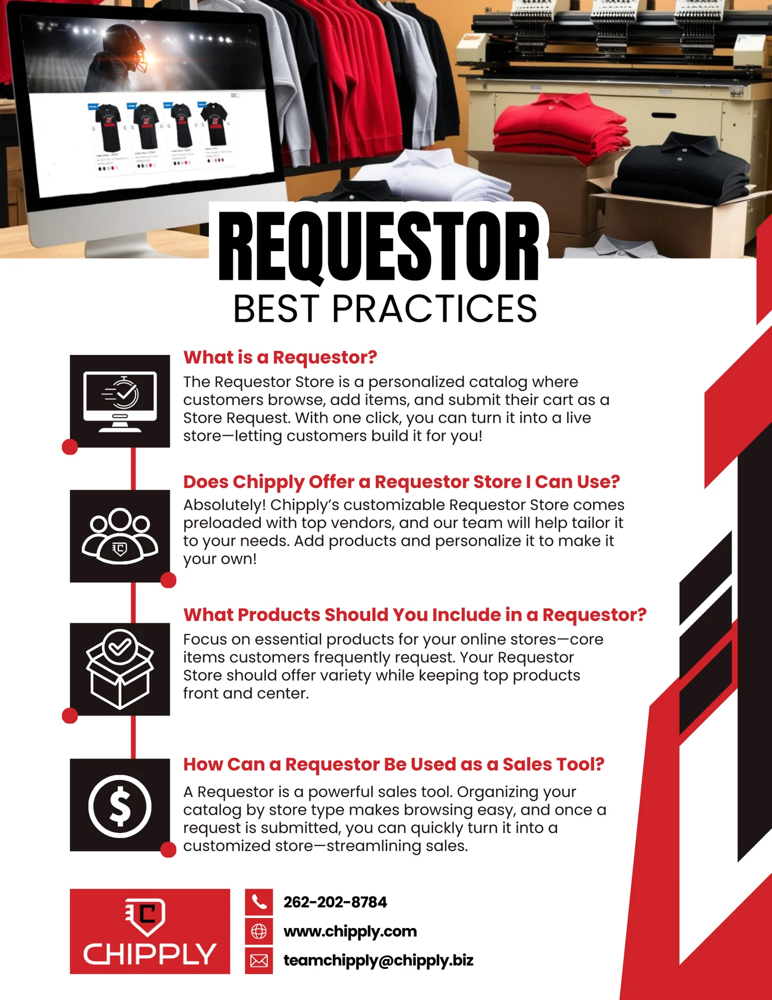 REQUESTOR
BEST PRACTICES
What is a Requestor?
The Requestor Store is a personalized catalog where
customers browse, add items, and submit their cart as a
Store Request. With one click, you can turn it into a live
store—letting customers build it for you!
Does Chipply Offer a Requestor Store I Can Use?
Absolutely! Chipply’s customizable Requestor Store comes
preloaded with top vendors, and our team will help tailor it
to your needs. Add products and personalize it to make it
your own!
What Products Should You Include in a Requestor?
Focus on essential products for your online stores—core
items customers frequently request. Your Requestor
Store should offer variety while keeping top products
front and center.
How Can a Requestor Be Used as a Sales Tool?
A Requestor is a powerful sales tool. Organizing your
catalog by store type makes browsing easy, and once a
request is submitted, you can quickly turn it into a
customized store—streamlining sales.
C
CHIPPLY
262-202-8784
www.chipply.com
teamchipply@chipply.biz